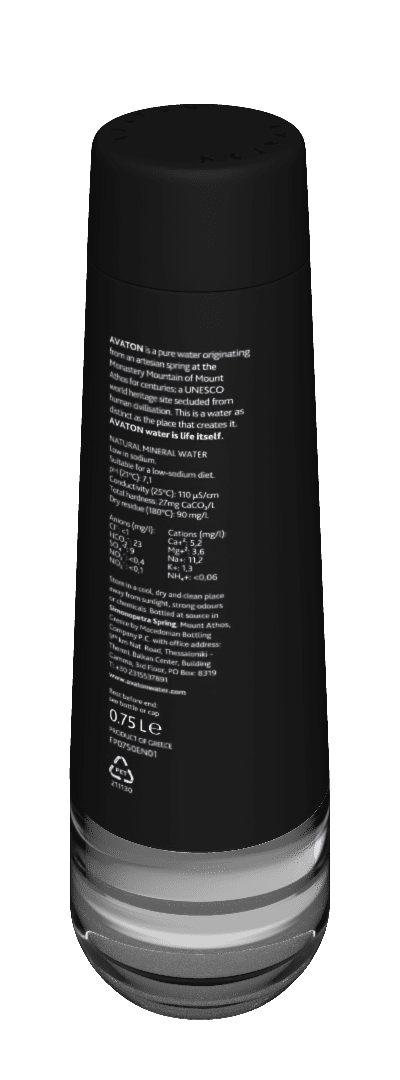 AVATON is a pure water originating
from an artesian spring at the
Monastery Mountain of Mount
Athos for centuries; a UNESCO
world heritage site secluded from
human civilisation. This is a water as
distinct as the place that creates it.
AVATON water is life itself.
NATURAL MINERAL WATER
Low in sodium.
Suitable for a low-sodium diet.
pH (21°C): 7,1
Conductivity (25°C): 110 µS/cm
Total hardness: 27mg CaCO₃/L
Dry residue (180°C): 90 mg/L
Anions (mg/l):
Cl⁻: <1
HCO₃⁻: 23
SO₄⁻²: 9
NO₃⁻: <0,4
NO₂⁻: <0,1
Cations (mg/l):
Ca+²: 5,2
Mg+²: 3,6
Na+: 11,2
K+: 1,3
NH₄+: <0,06
Store in a cool, dry and clean place
away from sunlight, strong odours
or chemicals. Bottled at source in
Simonopetra Spring, Mount Athos,
Greece by Macedonian Bottling
Company P.C. with office address:
9ᵗʰ km Nat. Road, Thessaloniki -
Thermi, Balkan Center, Building
Gamma, 3rd Floor, PO Box: 8319
T: +30 2315537891
www.avatonwater.com
Best before end:
see bottle or cap
0.75 L℮
PRODUCT OF GREECE
FP0750EN01
PET
211130